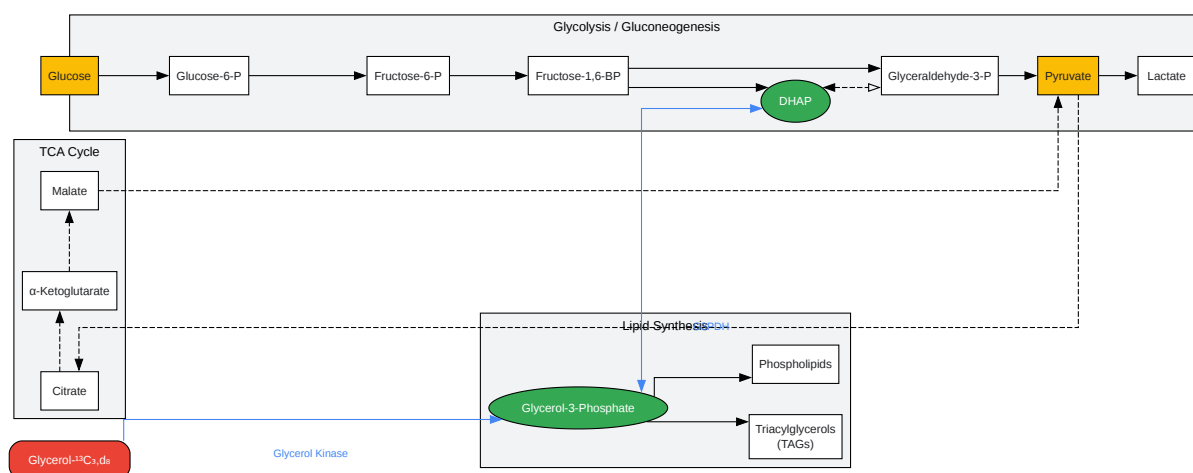 Glycolysis / Gluconeogenesis
Glucose
Glucose-6-P
Fructose-6-P
Fructose-1,6-BP
Glyceraldehyde-3-P
Pyruvate
Lactate
DHAP
TCA Cycle
Malate
α-Ketoglutarate
Citrate
Lipid Synthesis
Phospholipids
Glycerol-3-Phosphate
Triacylglycerols
(TAGs)
Glycerol Kinase
Glycerol-¹³C₃,d₈